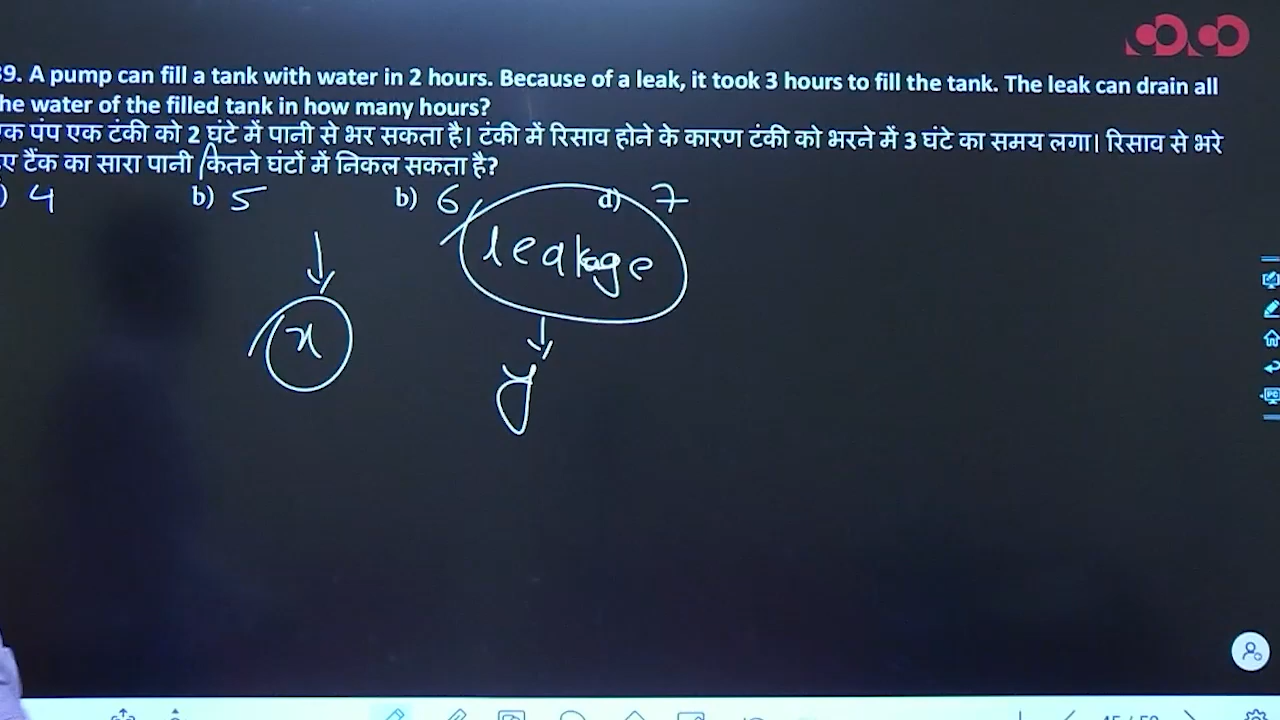 39. A pump can fill a tank with water in 2 hours. Because of a leak, it took 3 hours to fill the tank. The leak can drain all
he water of the filled tank in how many hours?
एक पंप एक टंकी को 2 घंटे में पानी से भर सकता है। टंकी में रिसाव होने के कारण टंकी को भरने में 3 घंटे का समय लगा। रिसाव से भरे
ए टैंक का सारा पानी कितने घंटों में निकल सकता है?
) 4 b) 5 b) 6 d) 7
leakage
x
y
PC